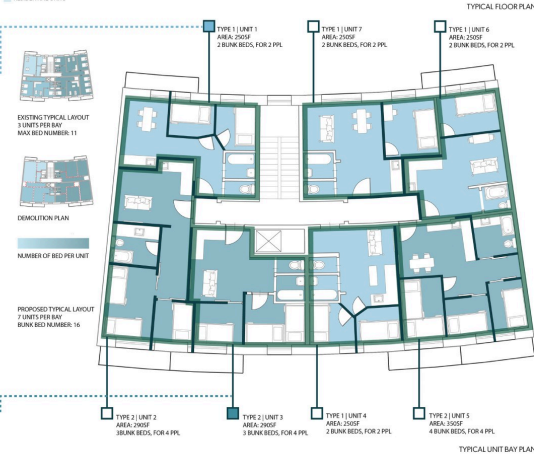 TYPICAL FLOOR PLAN
TYPE 1 | UNIT 1
AREA: 250SF
2 BUNK BEDS, FOR 2 PPL
TYPE 1 | UNIT 7
AREA: 250SF
2 BUNK BEDS, FOR 2 PPL
TYPE 1 | UNIT 6
AREA: 250SF
2 BUNK BEDS, FOR 2 PPL
EXISTING TYPICAL LAYOUT
3 UNITS PER BAY
MAX BED NUMBER: 11
DEMOLITION PLAN
NUMBER OF BED PER UNIT
PROPOSED TYPICAL LAYOUT
7 UNITS PER BAY
BUNK BED NUMBER: 16
TYPE 2 | UNIT 2
AREA: 290SF
3BUNK BEDS, FOR 4 PPL
TYPE 2 | UNIT 3
AREA: 290SF
3 BUNK BEDS, FOR 4 PPL
TYPE 1 | UNIT 4
AREA: 250SF
2 BUNK BEDS, FOR 2 PPL
TYPE 2 | UNIT 5
AREA: 350SF
4 BUNK BEDS, FOR 4 PPL
TYPICAL UNIT BAY PLAN